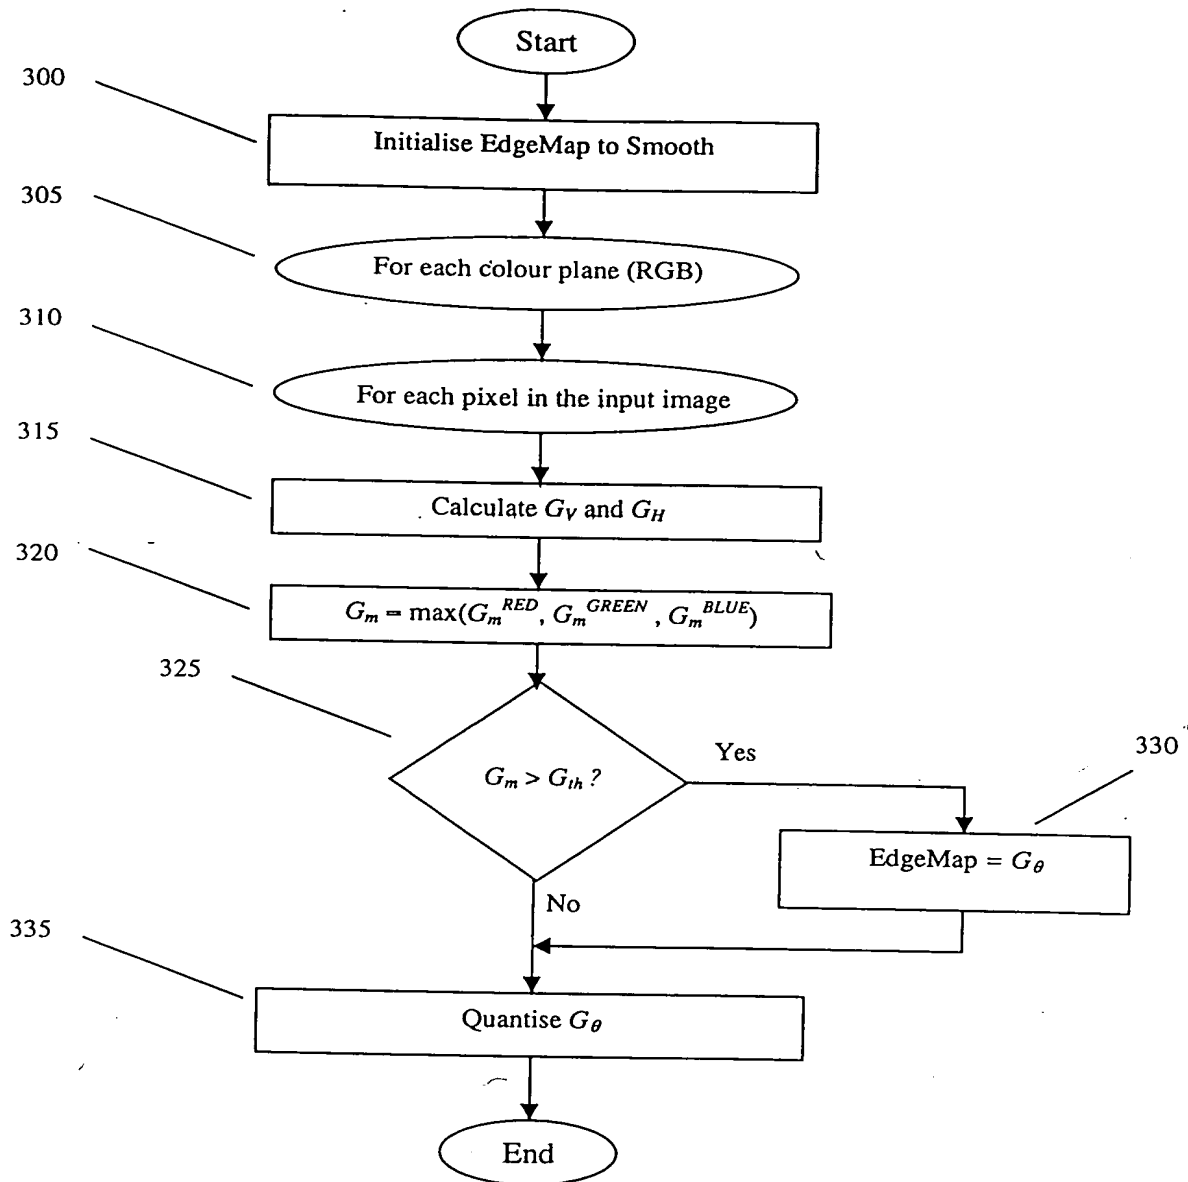 Start
300
Initialise EdgeMap to Smooth
305
For each colour plane (RGB)
310
For each pixel in the input image
315
Calculate G_V and G_H
320
G_m = max(G_m^RED, G_m^GREEN, G_m^BLUE)
325
G_m > G_th ?
Yes
330
EdgeMap = G_θ
No
335
Quantise G_θ
End